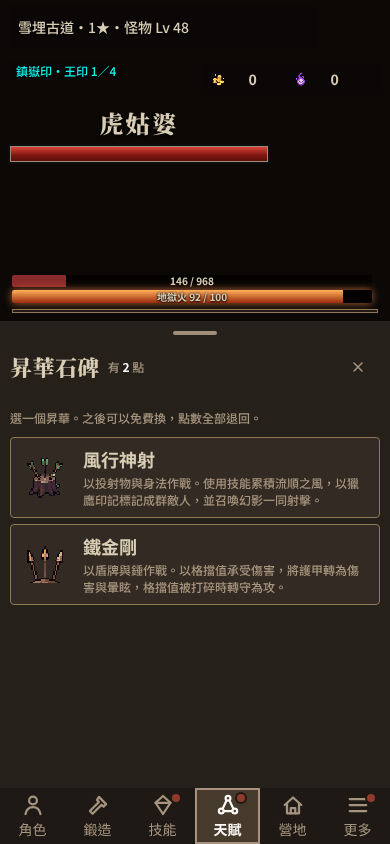 雪埋古道・1★・怪物 Lv 48
鎮嶽印・王印 1／4
0
0
虎姑婆
146 / 968
地獄火 92 / 100
昇華石碑 有 2 點 ×
選一個昇華。之後可以免費換，點數全部退回。
風行神射
以投射物與身法作戰。使用技能累積流順之風，以獵
鷹印記標記成群敵人，並召喚幻影一同射擊。
鐵金剛
以盾牌與錘作戰。以格擋值承受傷害，將護甲轉為傷
害與暈眩，格擋值被打碎時轉守為攻。
角色 鍛造 技能 天賦 營地 更多